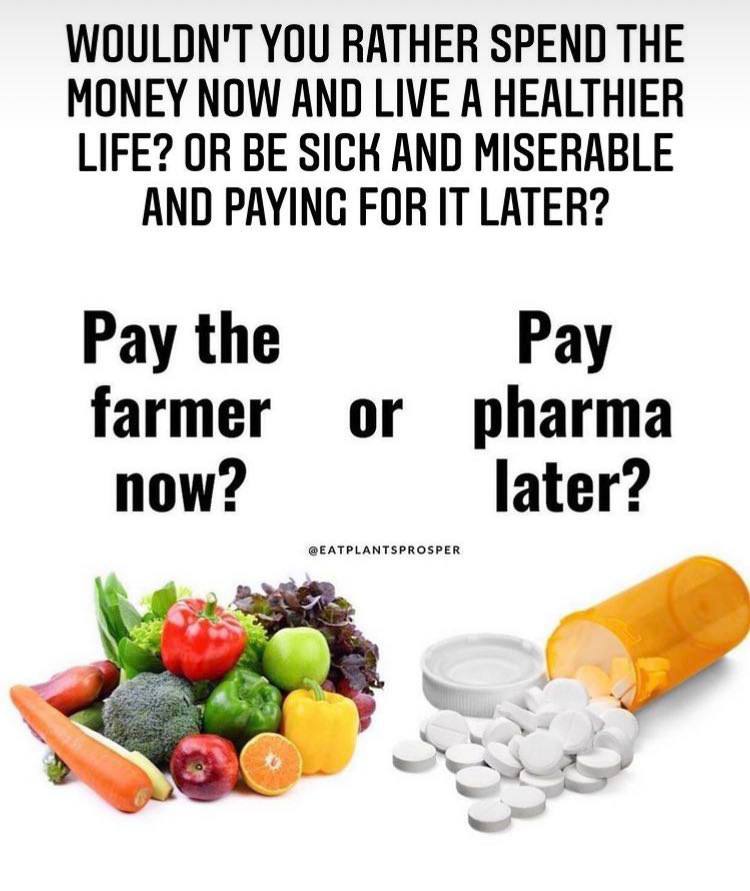 WOULDN'T YOU RATHER SPEND THE
MONEY NOW AND LIVE A HEALTHIER
LIFE? OR BE SICK AND MISERABLE
AND PAYING FOR IT LATER?
Pay the
farmer
now?
or
Pay
pharma
later?
@EATPLANTSPROSPER